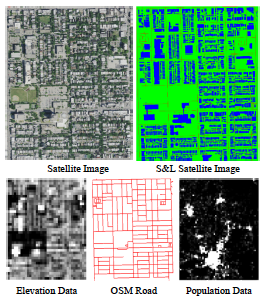 Satellite Image
S&L Satellite Image
Elevation Data
OSM Road
Population Data